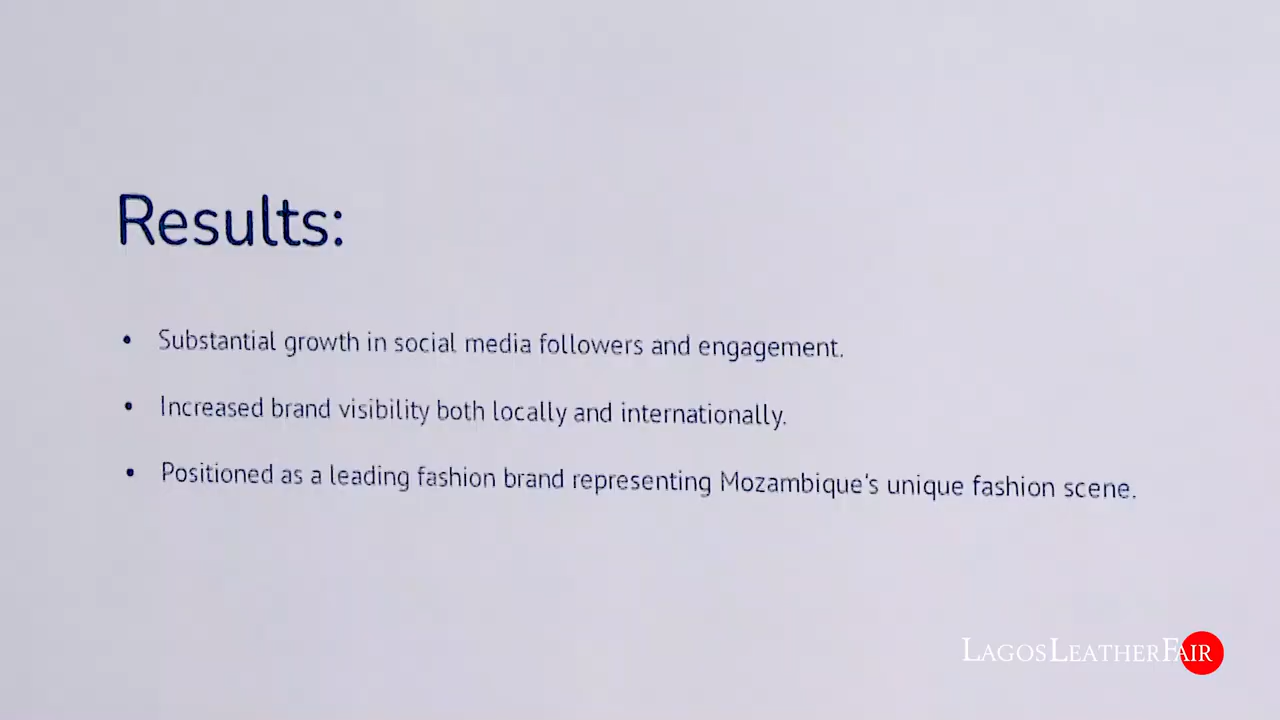 Results:
• Substantial growth in social media followers and engagement.
• Increased brand visibility both locally and internationally.
• Positioned as a leading fashion brand representing Mozambique's unique fashion scene.
LAGOSLEATHERFAIR